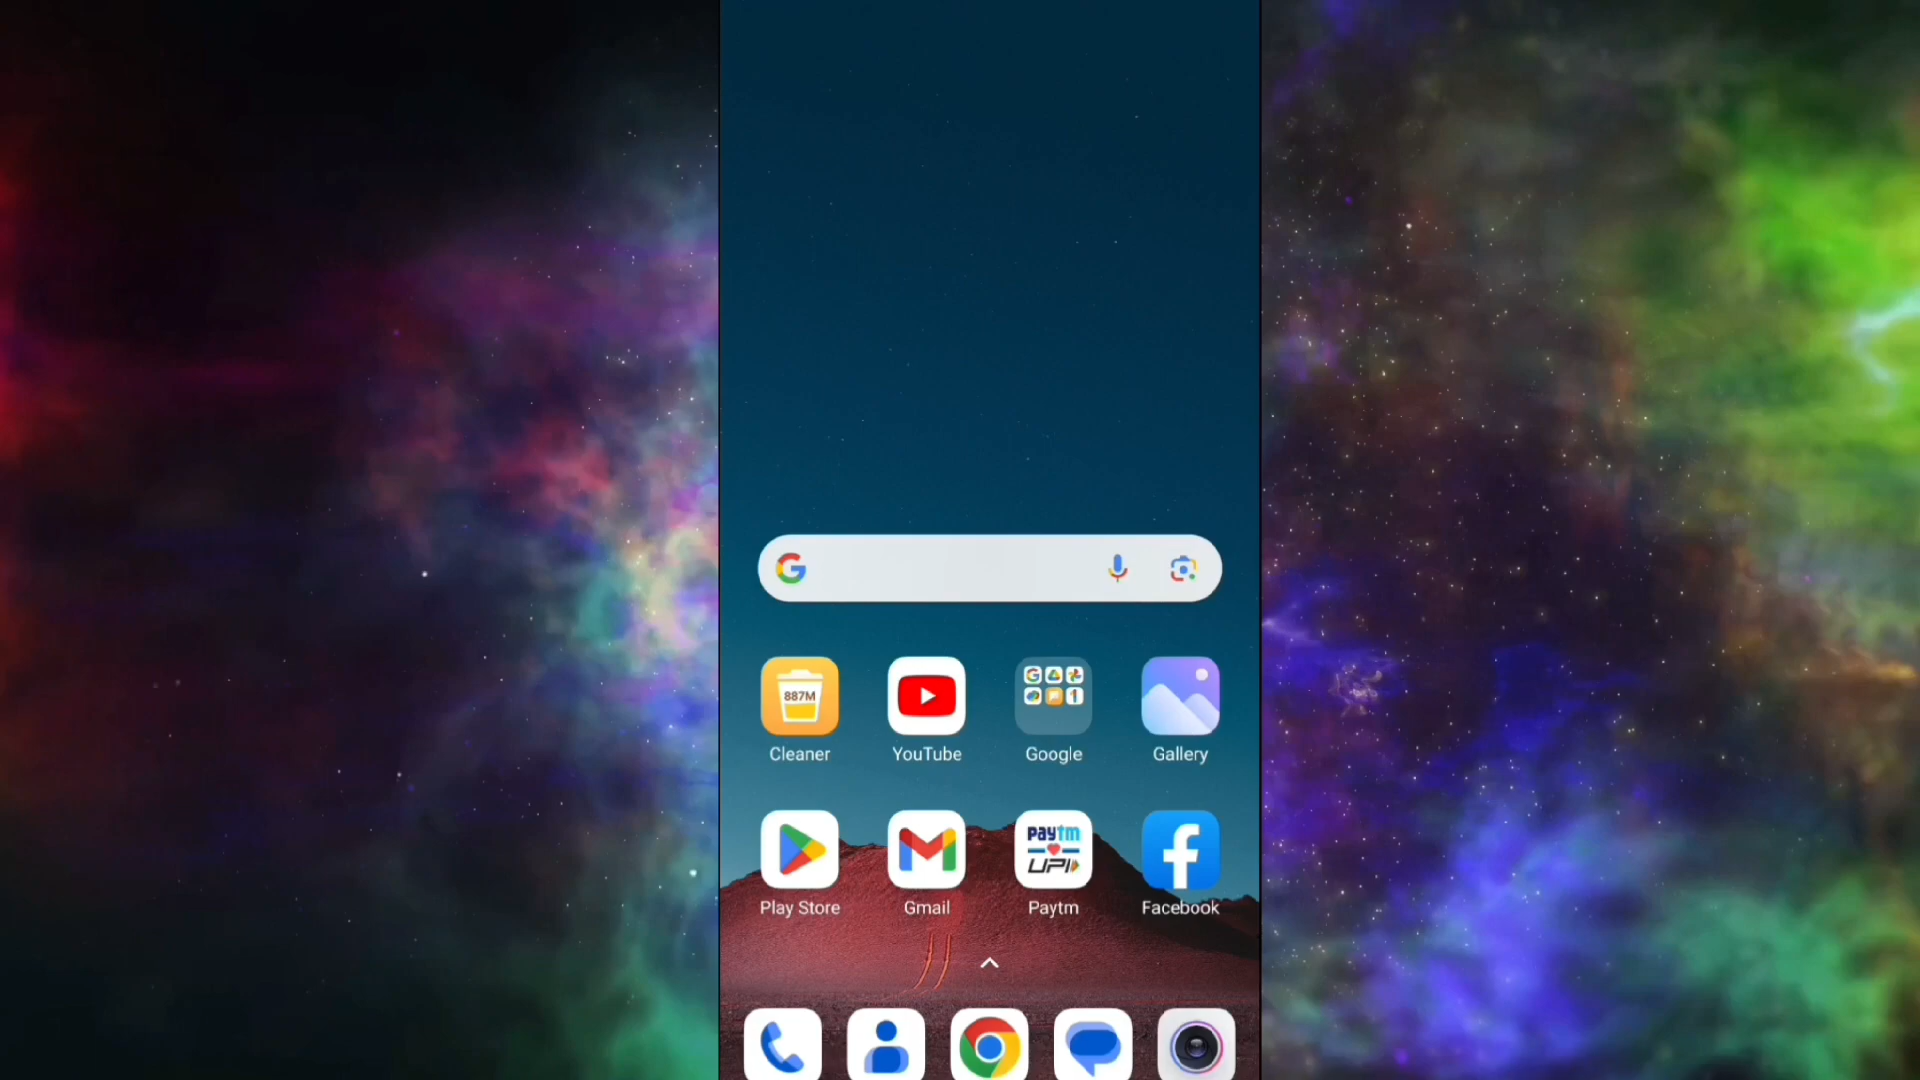 887M
Cleaner
YouTube
Google
Gallery
paytm
UPI
Play Store
Gmail
Paytm
Facebook